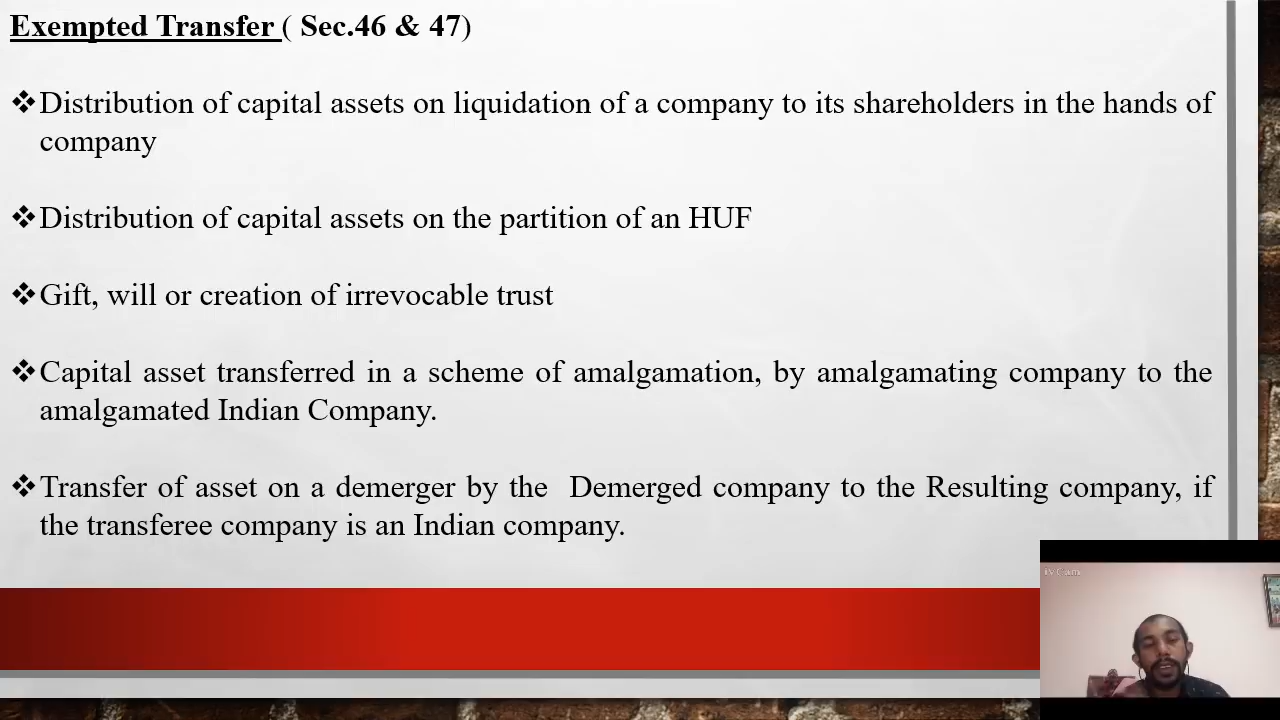 Exempted Transfer ( Sec.46 & 47)
❖Distribution of capital assets on liquidation of a company to its shareholders in the hands of
company
❖Distribution of capital assets on the partition of an HUF
❖Gift, will or creation of irrevocable trust
❖Capital asset transferred in a scheme of amalgamation, by amalgamating company to the
amalgamated Indian Company.
❖Transfer of asset on a demerger by the  Demerged company to the Resulting company, if
the transferee company is an Indian company.
iVCam